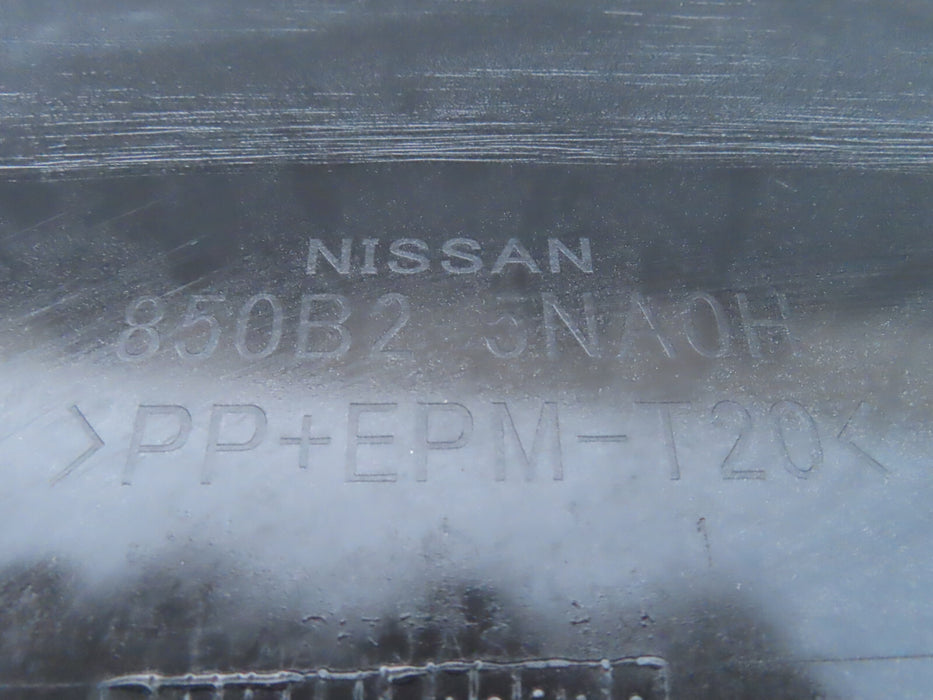 NISSAN
850B2 5NA0H
>PP+EPM-T20<